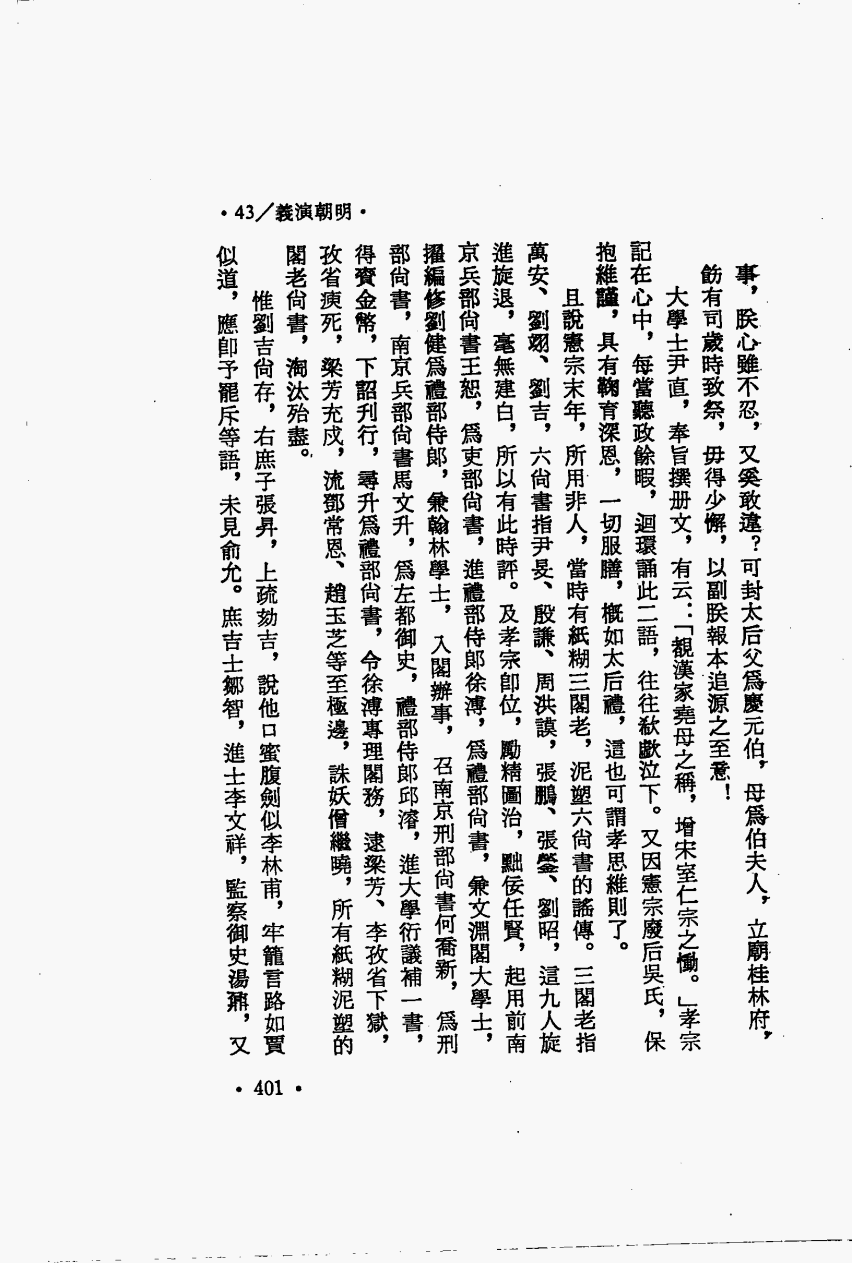 •43／義演朝明•
事，朕心雖不忍，又奚敢違？可封太后父爲慶元伯，母爲伯夫人，立廟桂林府，
飭有司歲時致祭，毋得少懈，以副朕報本追源之至意！
大學士尹直，奉旨撰册文，有云：「覩漢家堯母之稱，增宋室仁宗之慟。」孝宗
記在心中，每當聽政餘暇，迴環誦此二語，往往欷歔泣下。又因憲宗廢后吳氏，保
抱維謹，具有鞠育深恩，一切服膳，概如太后禮，這也可謂孝思維則了。
且說憲宗末年，所用非人，當時有紙糊三閣老，泥塑六尚書的謠傳。三閣老指
萬安、劉翊、劉吉，六尚書指尹旻、殷謙、周洪謨，張鵬、張鎣、劉昭，這九人旋
進旋退，毫無建白，所以有此時評。及孝宗卽位，勵精圖治，黜佞任賢，起用前南
京兵部尚書王恕，爲吏部尚書，進禮部侍郎徐溥，爲禮部尚書，兼文淵閣大學士，
擢編修劉健爲禮部侍郎，兼翰林學士，入閣辦事，召南京刑部尚書何喬新，爲刑
部尚書，南京兵部尚書馬文升，爲左都御史，禮部侍郎邱濬，進大學衍議補一書，
得賚金幣，下詔刋行，尋升爲禮部尚書，令徐溥專理閣務，逮梁芳、李孜省下獄，
孜省瘐死，梁芳充戍，流鄧常恩、趙玉芝等至極邊，誅妖僧繼曉，所有紙糊泥塑的
閣老尚書，淘汰殆盡。
惟劉吉尚存，右庶子張昇，上疏劾吉，說他口蜜腹劍似李林甫，牢籠言路如賈
似道，應卽予罷斥等語，未見俞允。庶吉士鄒智，進士李文祥，監察御史湯鼐，又
•401•